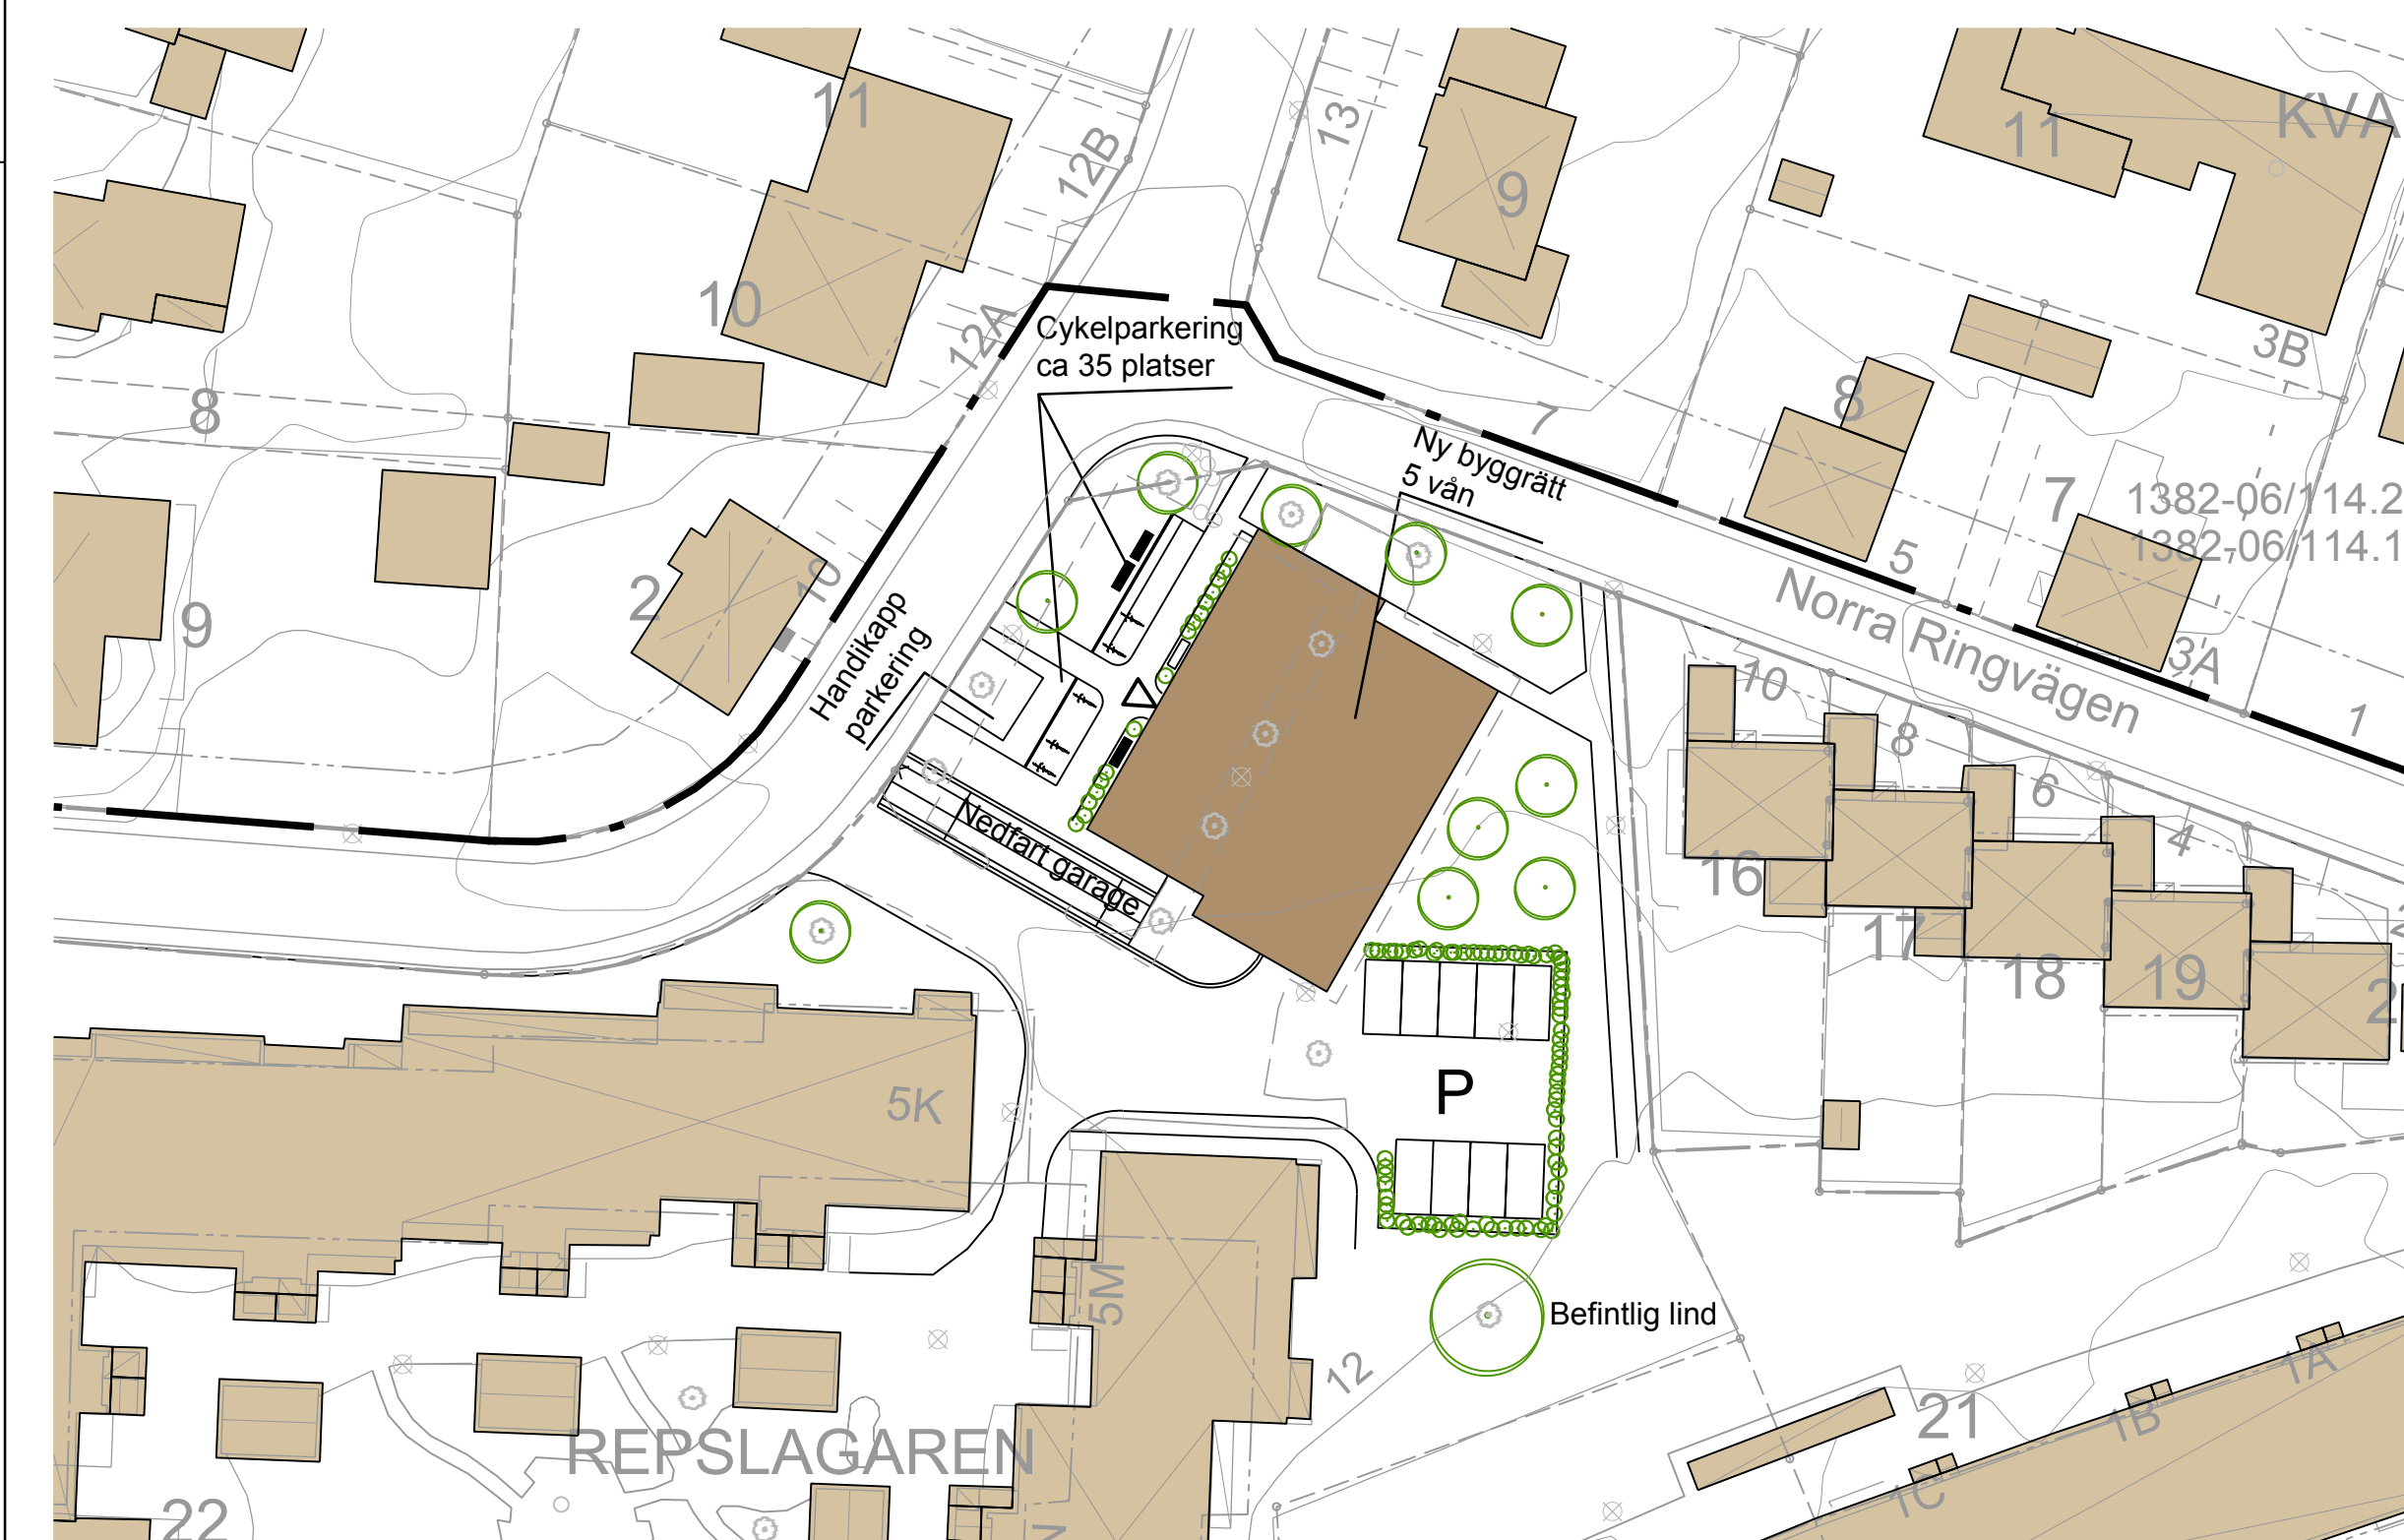 11
12B
13
9
11
KVA
10
12A
Cykelparkering
ca 35 platser
3B
8
8
7
Ny byggrätt
5 vån
7
1382-06/114.2
1382-06/114.1
5
9
2
10
Handikapp
parkering
Norra Ringvägen
3A
1
10
8
6
4
Nedfart garage
16
17
18
19
2
5K
P
5M
Befintlig lind
12
REPSLAGAREN
22
21
1A
1B
1C